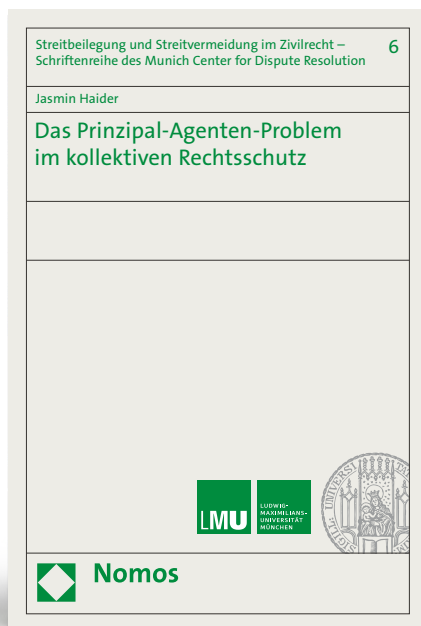 Streitbeilegung und Streitvermeidung im Zivilrecht – 6
Schriftenreihe des Munich Center for Dispute Resolution
Jasmin Haider
Das Prinzipal-Agenten-Problem
im kollektiven Rechtsschutz
LMU
LUDWIG-
MAXIMILIANS-
UNIVERSITÄT
MÜNCHEN
Nomos